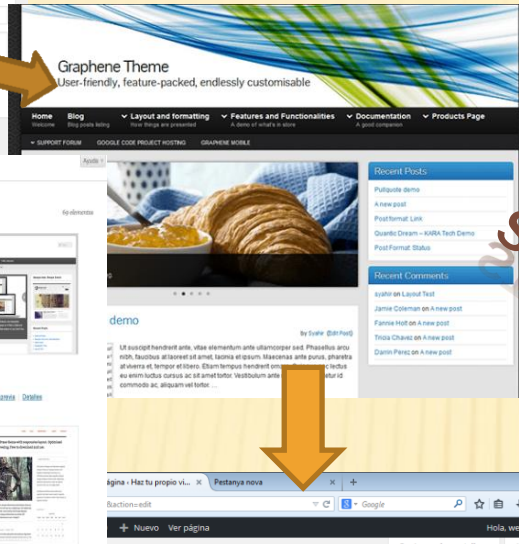 Graphene Theme
User-friendly, feature-packed, endlessly customisable
Home Blog Layout and formatting Features and Functionalities Documentation Products Page
Welcome Blog posts listing How things are presented A demo of what's in store A good companion
SUPPORT FORUM GOOGLE CODE PROJECT HOSTING GRAPHENE MOBILE
Ayuda
Recent Posts
Pullquote demo
A new post
Post format: Link
Quantic Dream – KARA Tech Demo
Post Format: Status
Recent Comments
syahir on Layout Test
Jamie Coleman on A new post
Fannie Holt on A new post
Tricia Chavez on A new post
Darrin Perez on A new post
demo
by Syahir (Edit Post)
Ut suscipit hendrerit ante, vitae elementum ante ullamcorper sed. Phasellus arcu
nibh, faucibus at laoreet sit amet, lacinia et ipsum. Maecenas ante purus, pharetra
at viverra et, tempor et libero. Etiam tempus hendrerit
eu enim luctus cursus ac sit amet tortor. Vestibulum ante
commodo ac, aliquam vel tortor. ...
Detalles
ágina ‹ Haz tu propio vi... × Pestanya nova × +
&action=edit Google
+ Nuevo Ver página Hola, we